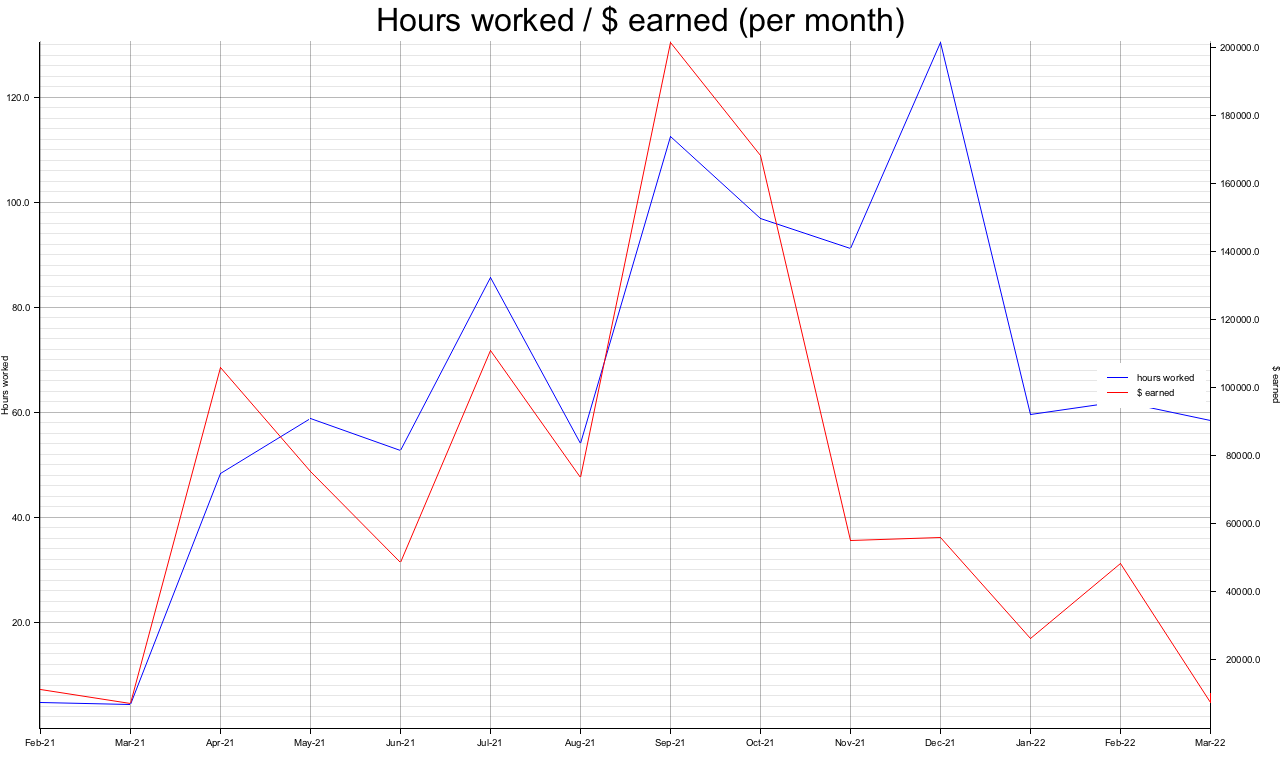 Hours worked / $ earned (per month)
120.0
100.0
80.0
60.0
40.0
20.0
Hours worked
200000.0
180000.0
160000.0
140000.0
120000.0
100000.0
80000.0
60000.0
40000.0
20000.0
$ earned
hours worked
$ earned
Feb-21 Mar-21 Apr-21 May-21 Jun-21 Jul-21 Aug-21 Sep-21 Oct-21 Nov-21 Dec-21 Jan-22 Feb-22 Mar-22